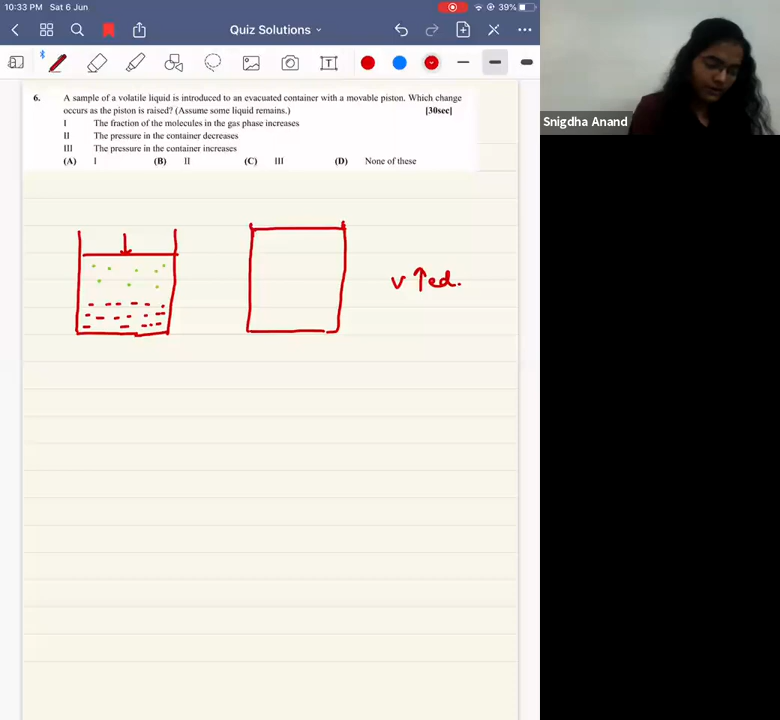 10:33 PM Sat 6 Jun
39%
Quiz Solutions
T
Snigdha Anand
6. A sample of a volatile liquid is introduced to an evacuated container with a movable piston. Which change
occurs as the piston is raised? (Assume some liquid remains.) [30sec]
I The fraction of the molecules in the gas phase increases
II The pressure in the container decreases
III The pressure in the container increases
(A) I (B) II (C) III (D) None of these
V ↑ed.